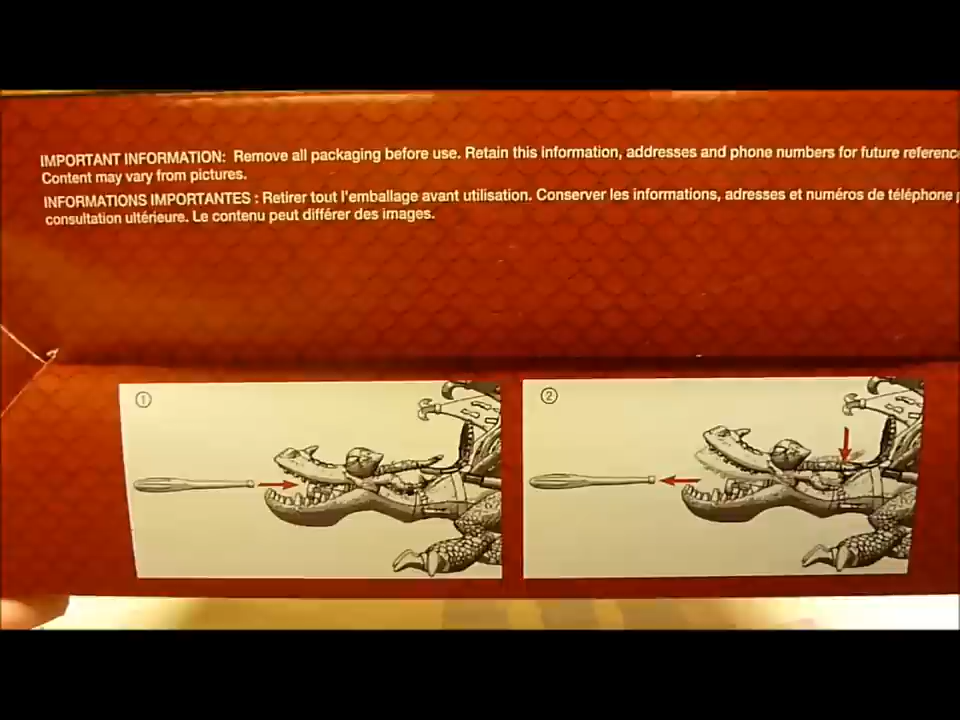 IMPORTANT INFORMATION: Remove all packaging before use. Retain this information, addresses and phone numbers for future
Content may vary from pictures.
INFORMATIONS IMPORTANTES : Retirer tout l'emballage avant utilisation. Conserver les informations, adresses et numéros de téléphone
consultation ultérieure. Le contenu peut différer des images.
1
2